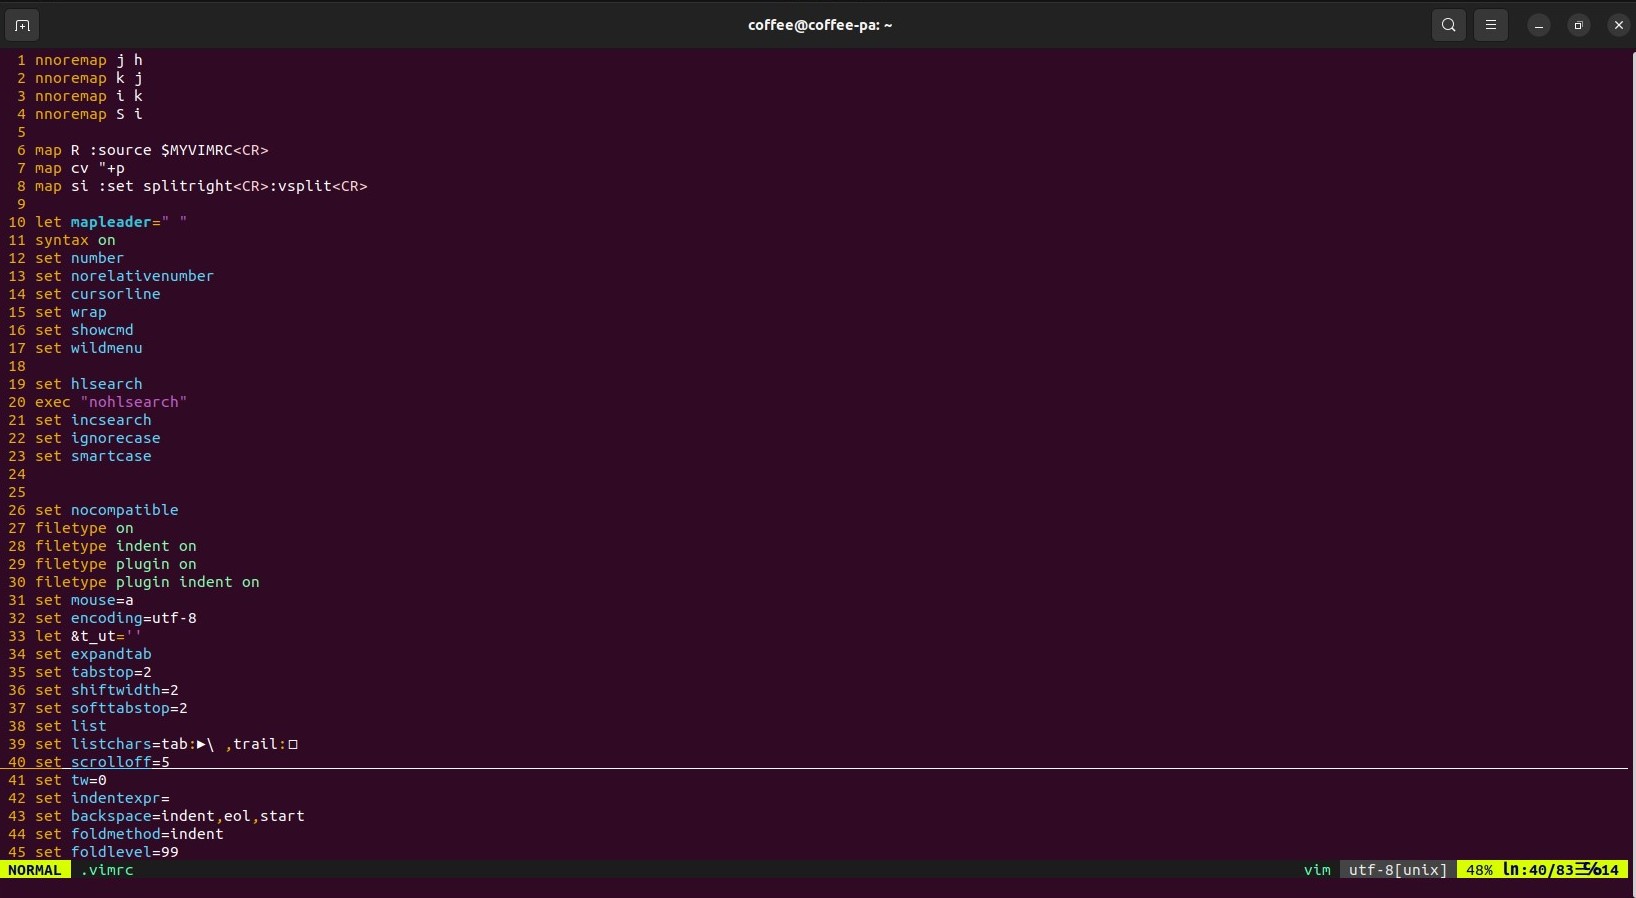 coffee@coffee-pa: ~
1 nnoremap j h
2 nnoremap k j
3 nnoremap i k
4 nnoremap S i
5
6 map R :source $MYVIMRC<CR>
7 map cv "+p
8 map si :set splitright<CR>:vsplit<CR>
9
10 let mapleader=" "
11 syntax on
12 set number
13 set norelativenumber
14 set cursorline
15 set wrap
16 set showcmd
17 set wildmenu
18
19 set hlsearch
20 exec "nohlsearch"
21 set incsearch
22 set ignorecase
23 set smartcase
24
25
26 set nocompatible
27 filetype on
28 filetype indent on
29 filetype plugin on
30 filetype plugin indent on
31 set mouse=a
32 set encoding=utf-8
33 let &t_ut=''
34 set expandtab
35 set tabstop=2
36 set shiftwidth=2
37 set softtabstop=2
38 set list
39 set listchars=tab:▶\ ,trail:□
40 set scrolloff=5
41 set tw=0
42 set indentexpr=
43 set backspace=indent,eol,start
44 set foldmethod=indent
45 set foldlevel=99
NORMAL .vimrc vim utf-8[unix] 48% ln:40/83☰℅14